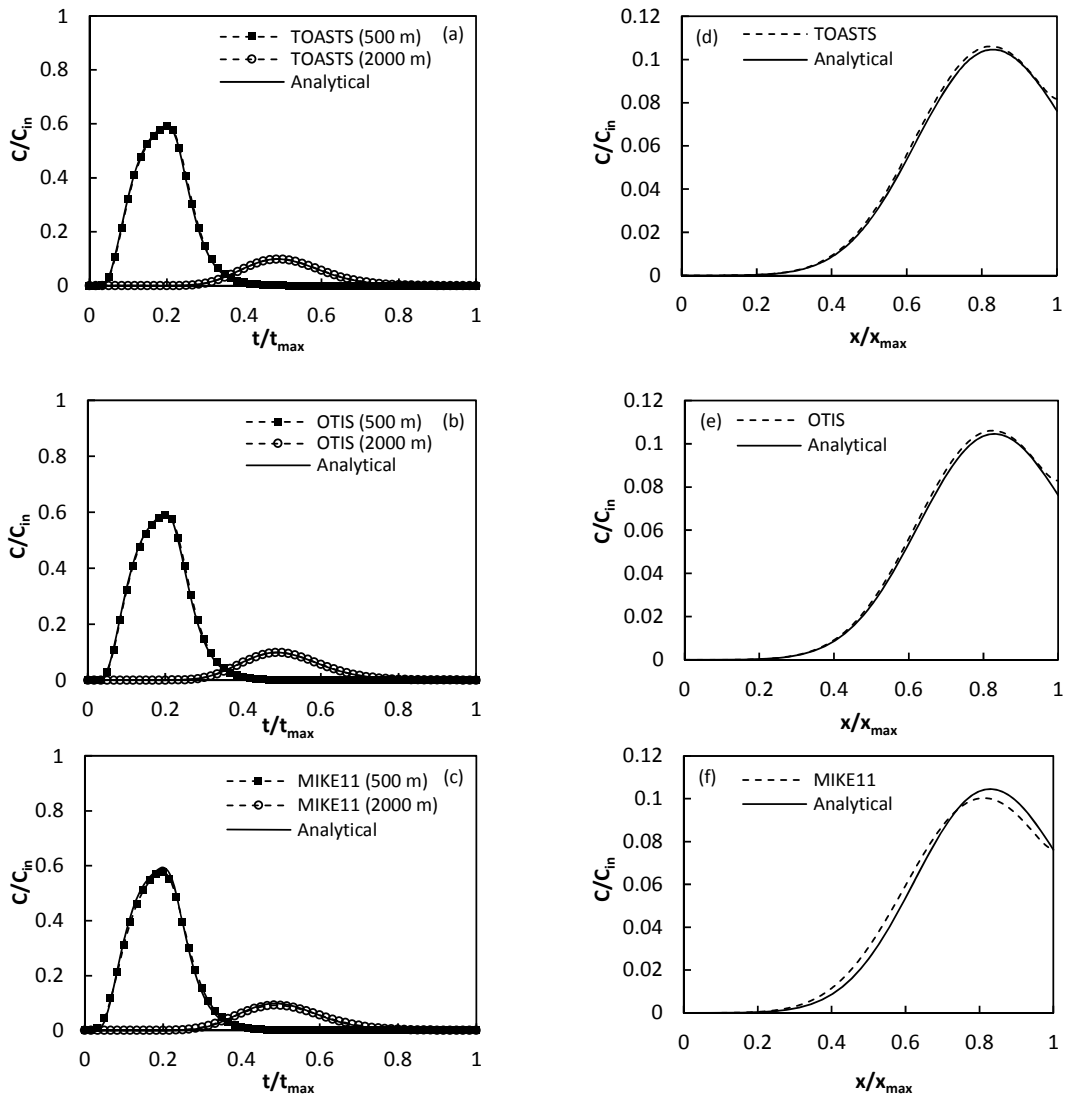 TOASTS (500 m)
TOASTS (2000 m)
Analytical
(a)
C/Cin
1
0.8
0.6
0.4
0.2
0
0 0.2 0.4 0.6 0.8 1
t/tmax
(d)
TOASTS
Analytical
C/Cin
0.12
0.1
0.08
0.06
0.04
0.02
0
0 0.2 0.4 0.6 0.8 1
x/xmax
OTIS (500 m)
OTIS (2000 m)
Analytical
(b)
C/Cin
1
0.8
0.6
0.4
0.2
0
0 0.2 0.4 0.6 0.8 1
t/tmax
OTIS
Analytical
(e)
C/Cin
0.12
0.1
0.08
0.06
0.04
0.02
0
0 0.2 0.4 0.6 0.8 1
x/xmax
MIKE11 (500 m)
MIKE11 (2000 m)
Analytical
(c)
C/Cin
1
0.8
0.6
0.4
0.2
0
0 0.2 0.4 0.6 0.8 1
t/tmax
MIKE11
Analytical
(f)
C/Cin
0.12
0.1
0.08
0.06
0.04
0.02
0
0 0.2 0.4 0.6 0.8 1
x/xmax